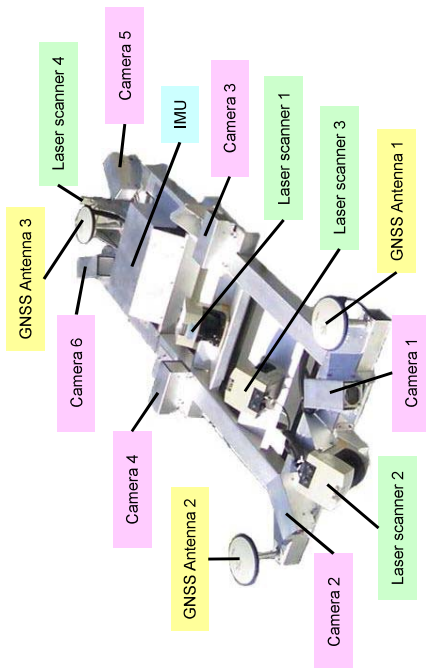 Laser scanner 4
Camera 5
IMU
Camera 3
Laser scanner 1
Laser scanner 3
GNSS Antenna 1
GNSS Antenna 3
Camera 6
Camera 4
GNSS Antenna 2
Camera 2
Laser scanner 2
Camera 1